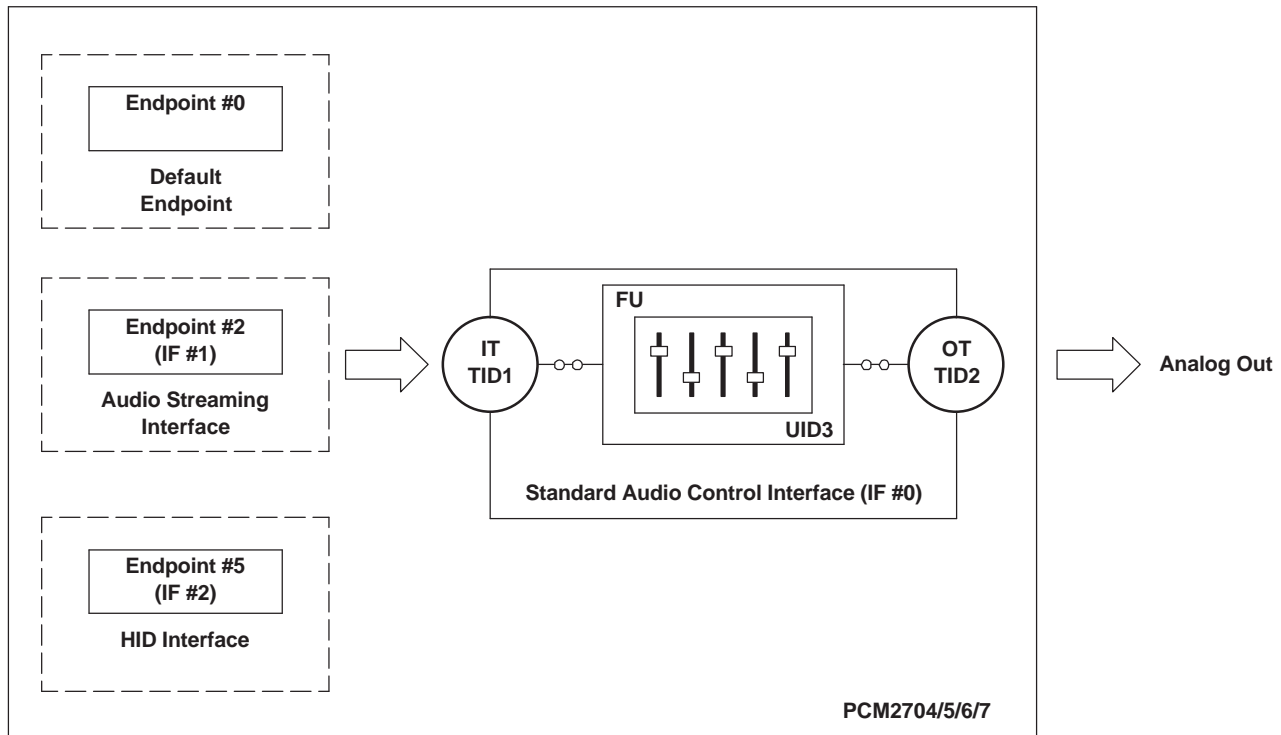 Endpoint #0
Default
Endpoint
Endpoint #2
(IF #1)
Audio Streaming
Interface
Endpoint #5
(IF #2)
HID Interface
IT
TID1
FU
UID3
OT
TID2
Standard Audio Control Interface (IF #0)
Analog Out
PCM2704/5/6/7